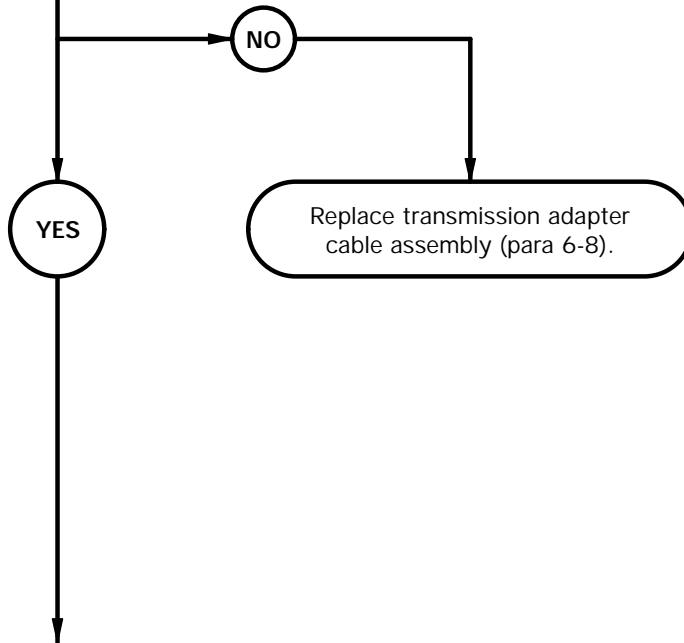 NO
YES
Replace transmission adapter
cable assembly (para 6-8).